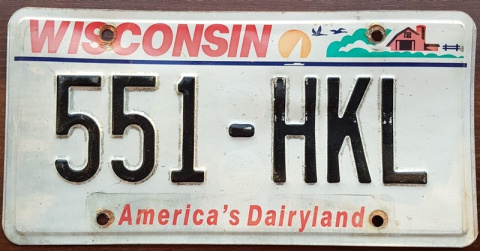 WISCONSIN
551-HKL
America's Dairyland